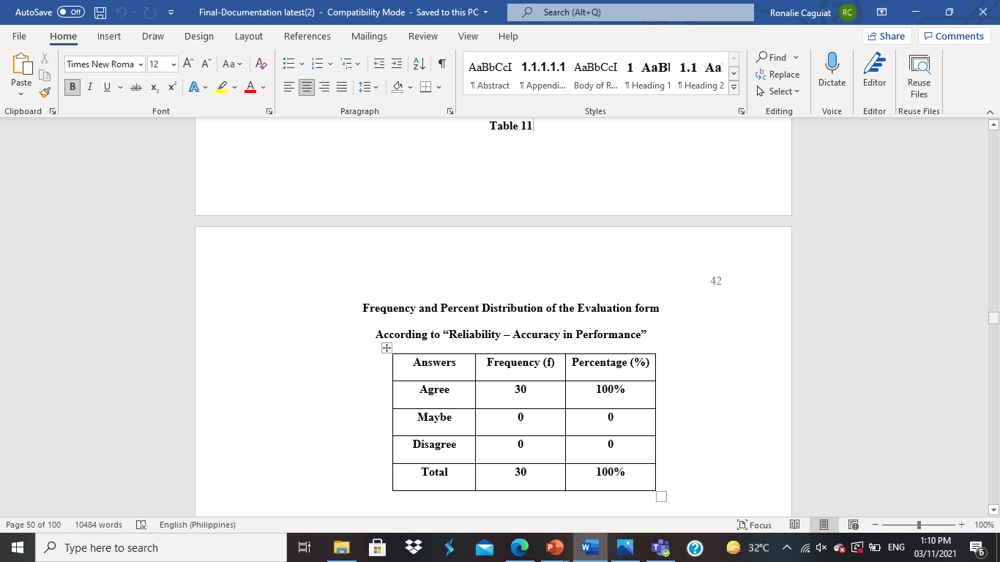 AutoSave Off Final-Documentation latest(2) - Compatibility Mode - Saved to this PC Search (Alt+Q) Ronalie Caguiat RC
File Home Insert Draw Design Layout References Mailings Review View Help Share Comments
Paste Times New Roma 12 Aa AaBbCcI 1.1.1.1.1 AaBbCcI 1 AaBl 1.1 Aa Find Replace Select Dictate Editor Reuse Files
¶ Abstract ¶ Appendi... Body of R... ¶ Heading 1 ¶ Heading 2
Clipboard Font Paragraph Styles Editing Voice Editor Reuse Files
Table 11
42
Frequency and Percent Distribution of the Evaluation form
According to “Reliability – Accuracy in Performance”
Answers Frequency (f) Percentage (%)
Agree 30 100%
Maybe 0 0
Disagree 0 0
Total 30 100%
Page 50 of 100 10484 words English (Philippines) Focus 100%
Type here to search 32°C ENG 1:10 PM
03/11/2021 6